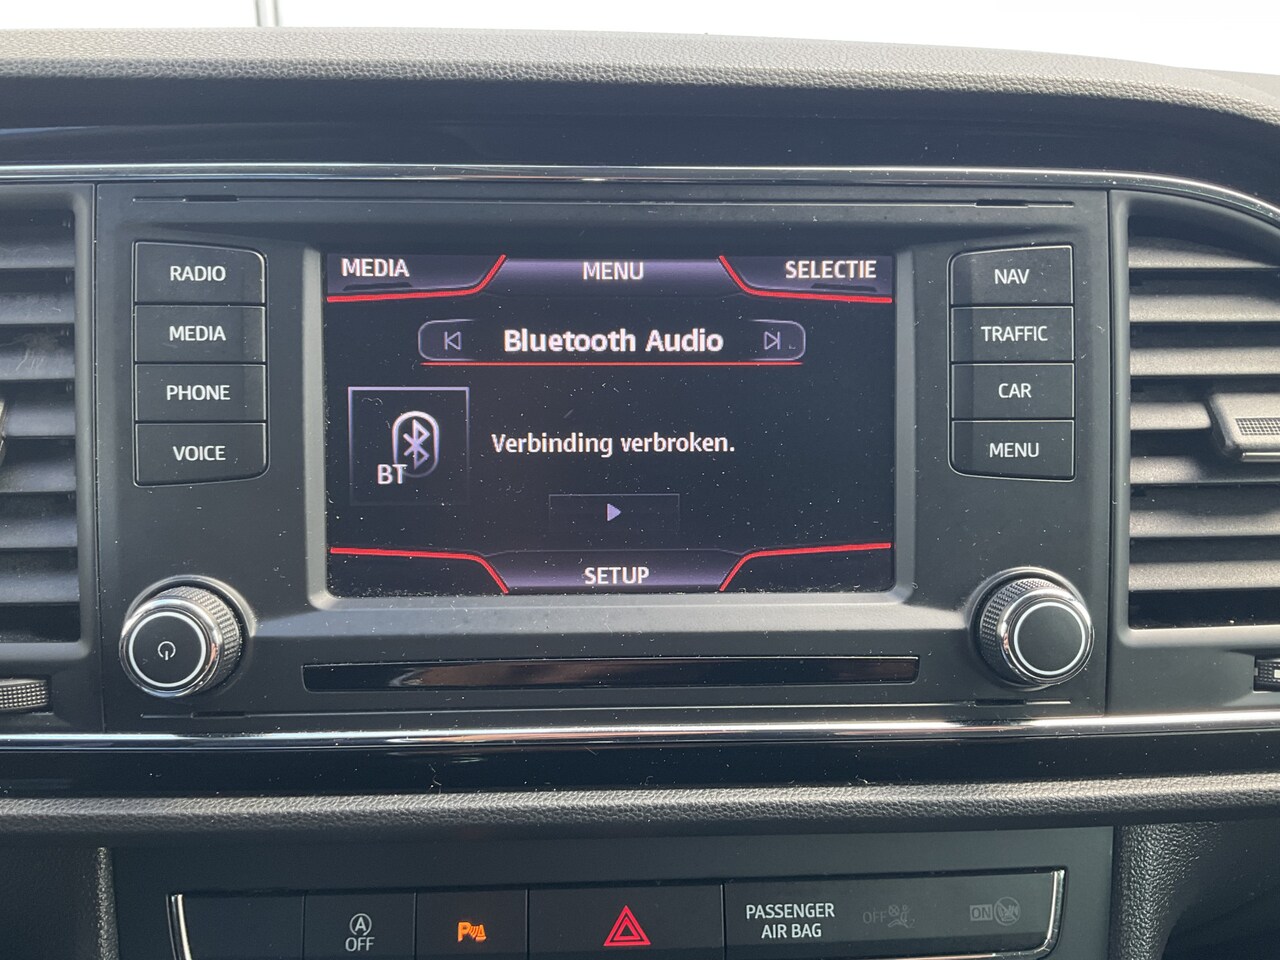 MEDIA MENU SELECTIE
RADIO
MEDIA
PHONE
VOICE
Bluetooth Audio
BT
Verbinding verbroken.
SETUP
NAV
TRAFFIC
CAR
MENU
A
OFF
P
PASSENGER
AIR BAG
OFF
ON